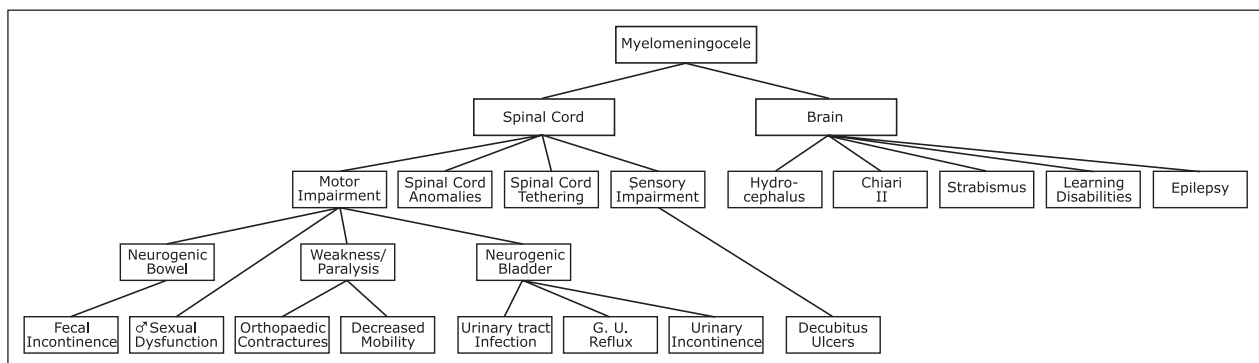 Myelomeningocele
Spinal Cord
Brain
Motor
Impairment
Spinal Cord
Anomalies
Spinal Cord
Tethering
Sensory
Impairment
Hydro-
cephalus
Chiari
II
Strabismus
Learning
Disabilities
Epilepsy
Neurogenic
Bowel
Weakness/
Paralysis
Neurogenic
Bladder
Fecal
Incontinence
♂Sexual
Dysfunction
Orthopaedic
Contractures
Decreased
Mobility
Urinary tract
Infection
G. U.
Reflux
Urinary
Incontinence
Decubitus
Ulcers